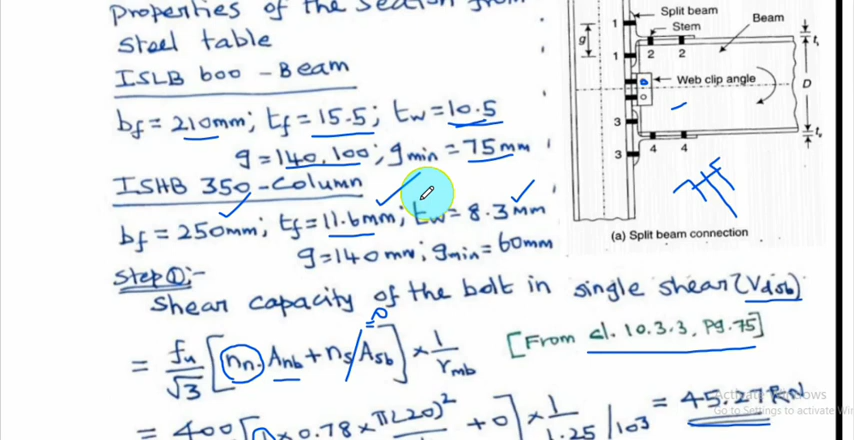 Properties of the Section from
Steel table
ISLB 600 - Beam
bf = 210mm; tf = 15.5; tw = 10.5
g = 140,100; gmin = 75mm
ISHB 350 - Column
bf = 250mm; tf = 11.6mm; tw = 8.3mm
g = 140mm; gmin = 60mm
Step ①:-
Shear capacity of the bolt in single shear (Vdsb)
= fu/√3 [nn. Anb + ns Asb] × 1/γmb [From cl. 10.3.3, Pg. 75]
=0
= 400 [1 × 0.78 × π(20)² + 0] × 1/1.25 /10³ = 45.27KN
Split beam
Stem
Beam
1
g
1
2 2
Web clip angle
D
3
3
4 4
(a) Split beam connection
Activate Windows
Go to Settings to activate Win